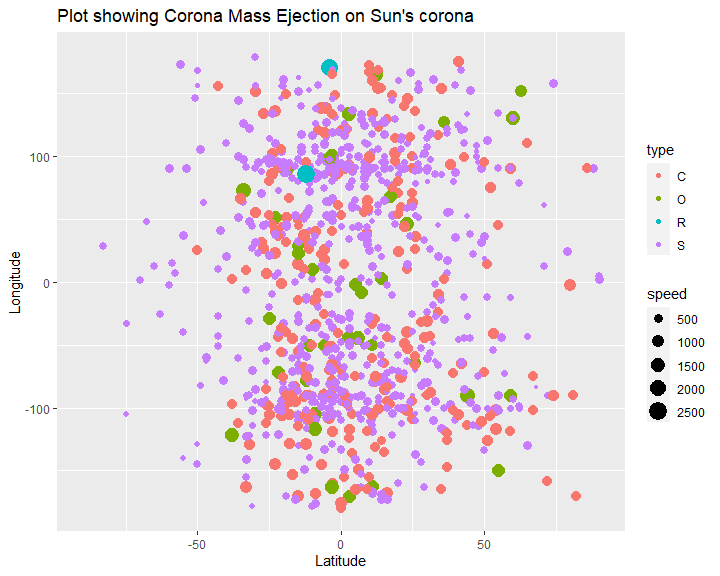 Plot showing Corona Mass Ejection on Sun's corona
100
0
-100
Longitude
-50
0
50
Latitude
type
C
O
R
S
speed
500
1000
1500
2000
2500